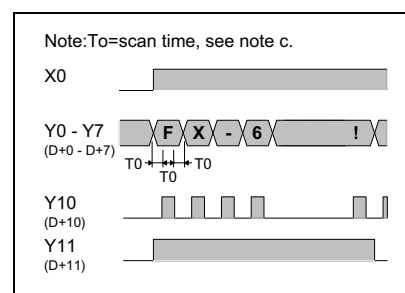 Note:To=scan time, see note c.
X0
Y0 - Y7 F X - 6 !
(D+0 - D+7)
T0 T0
T0
Y10
(D+10)
Y11
(D+11)